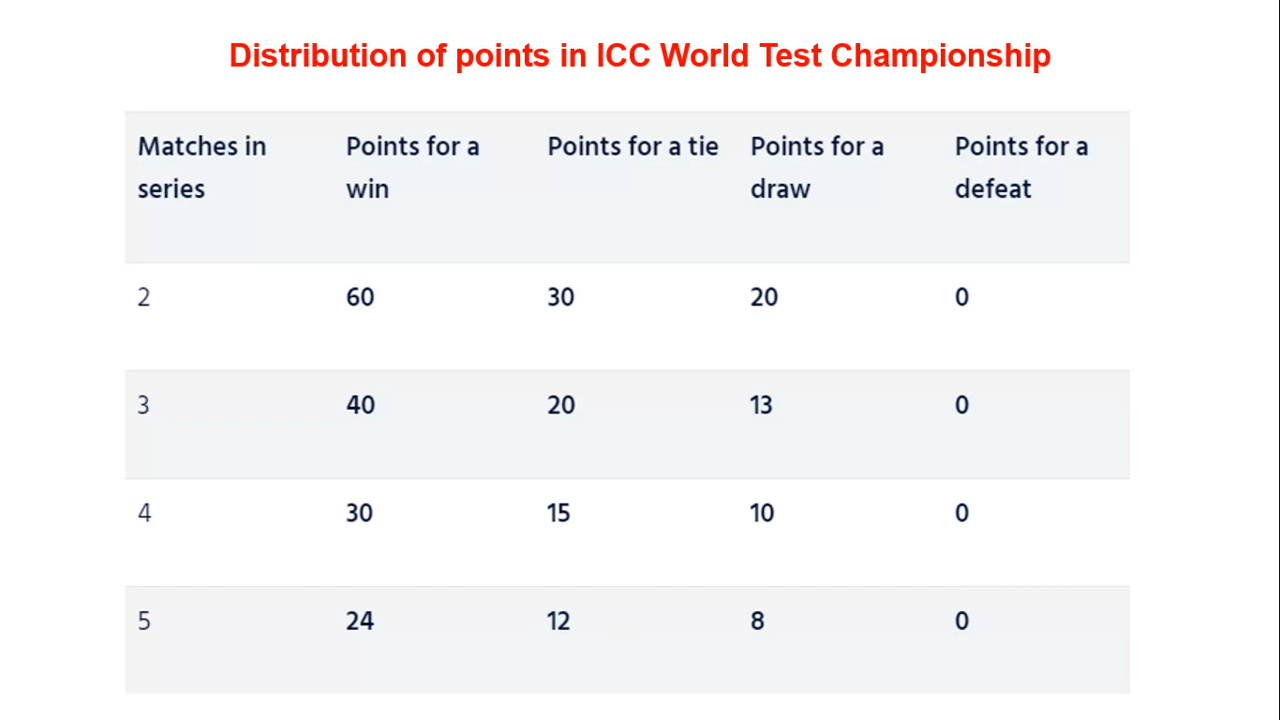 Distribution of points in ICC World Test Championship
Matches in series Points for a win Points for a tie Points for a draw Points for a defeat
2 60 30 20 0
3 40 20 13 0
4 30 15 10 0
5 24 12 8 0